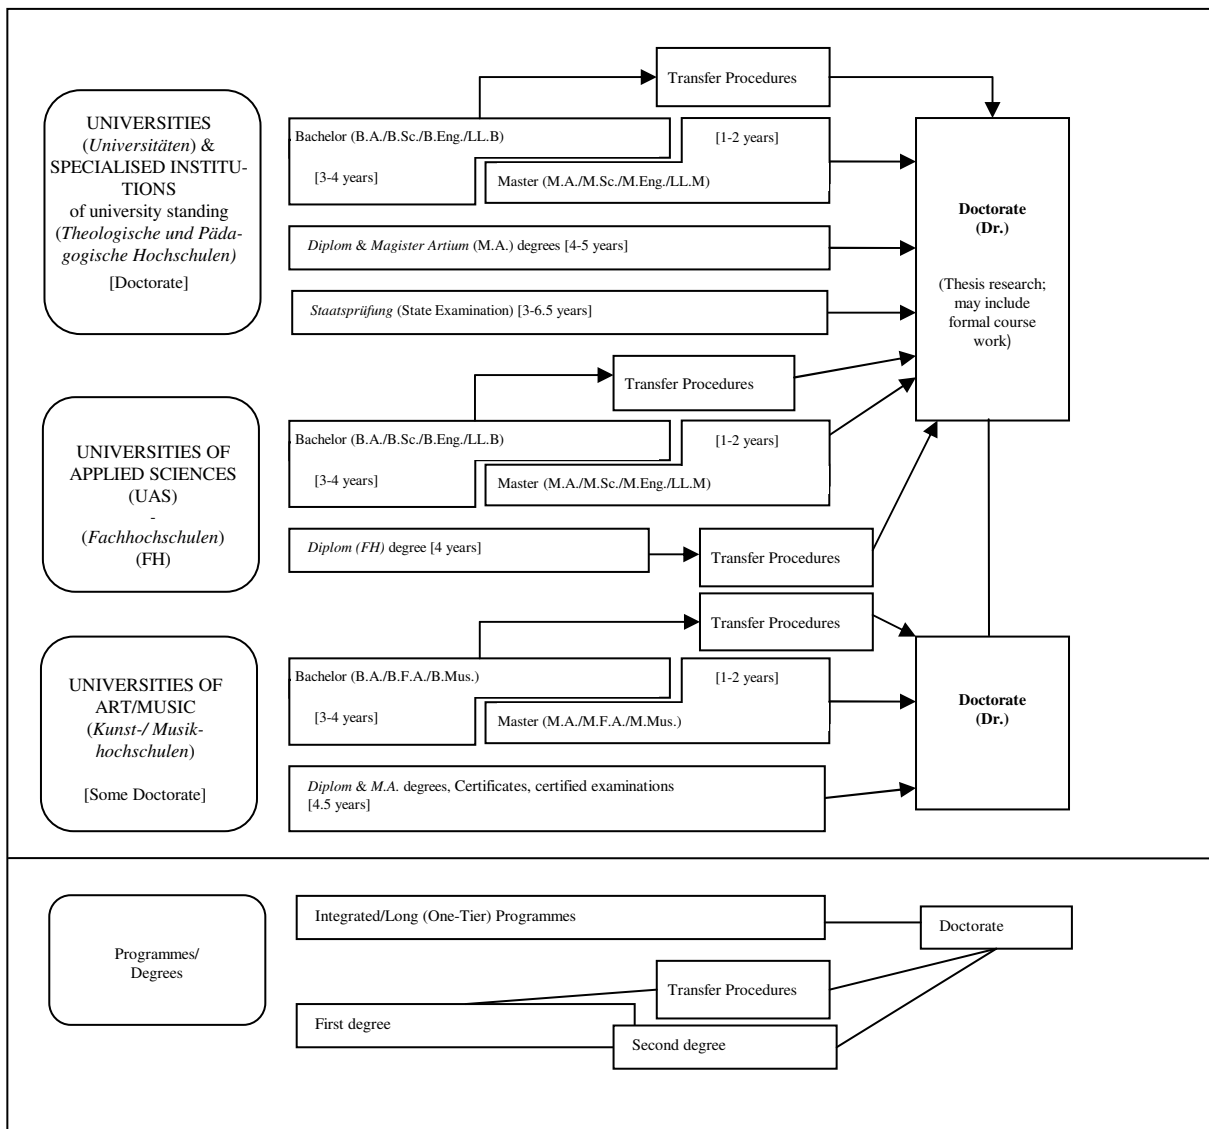 Transfer Procedures
UNIVERSITIES
(Universitäten) &
SPECIALISED INSTITU-
TIONS
of university standing
(Theologische und Päda-
gogische Hochschulen)
[Doctorate]
Bachelor (B.A./B.Sc./B.Eng./LL.B)
[3-4 years]
[1-2 years]
Master (M.A./M.Sc./M.Eng./LL.M)
Diplom & Magister Artium (M.A.) degrees [4-5 years]
Staatsprüfung (State Examination) [3-6.5 years]
Doctorate
(Dr.)
(Thesis research;
may include
formal course
work)
Transfer Procedures
UNIVERSITIES OF
APPLIED SCIENCES
(UAS)
-
(Fachhochschulen)
(FH)
Bachelor (B.A./B.Sc./B.Eng./LL.B)
[3-4 years]
[1-2 years]
Master (M.A./M.Sc./M.Eng./LL.M)
Diplom (FH) degree [4 years]
Transfer Procedures
Transfer Procedures
UNIVERSITIES OF
ART/MUSIC
(Kunst-/ Musik-
hochschulen)
[Some Doctorate]
Bachelor (B.A./B.F.A./B.Mus.)
[3-4 years]
[1-2 years]
Master (M.A./M.F.A./M.Mus.)
Diplom & M.A. degrees, Certificates, certified examinations
[4.5 years]
Doctorate
(Dr.)
Programmes/
Degrees
Integrated/Long (One-Tier) Programmes
Doctorate
Transfer Procedures
First degree
Second degree